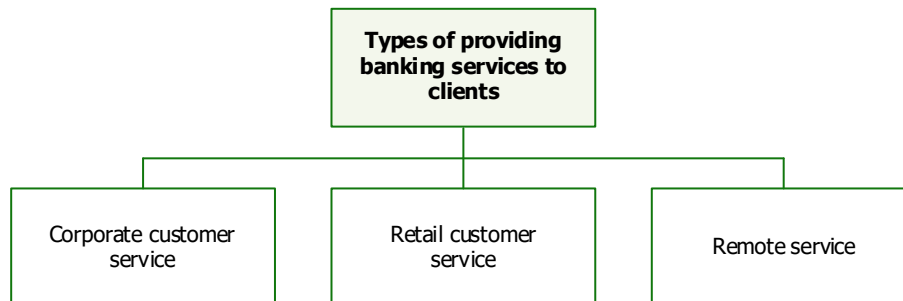 Types of providing
banking services to
clients
Corporate customer
service
Retail customer
service
Remote service